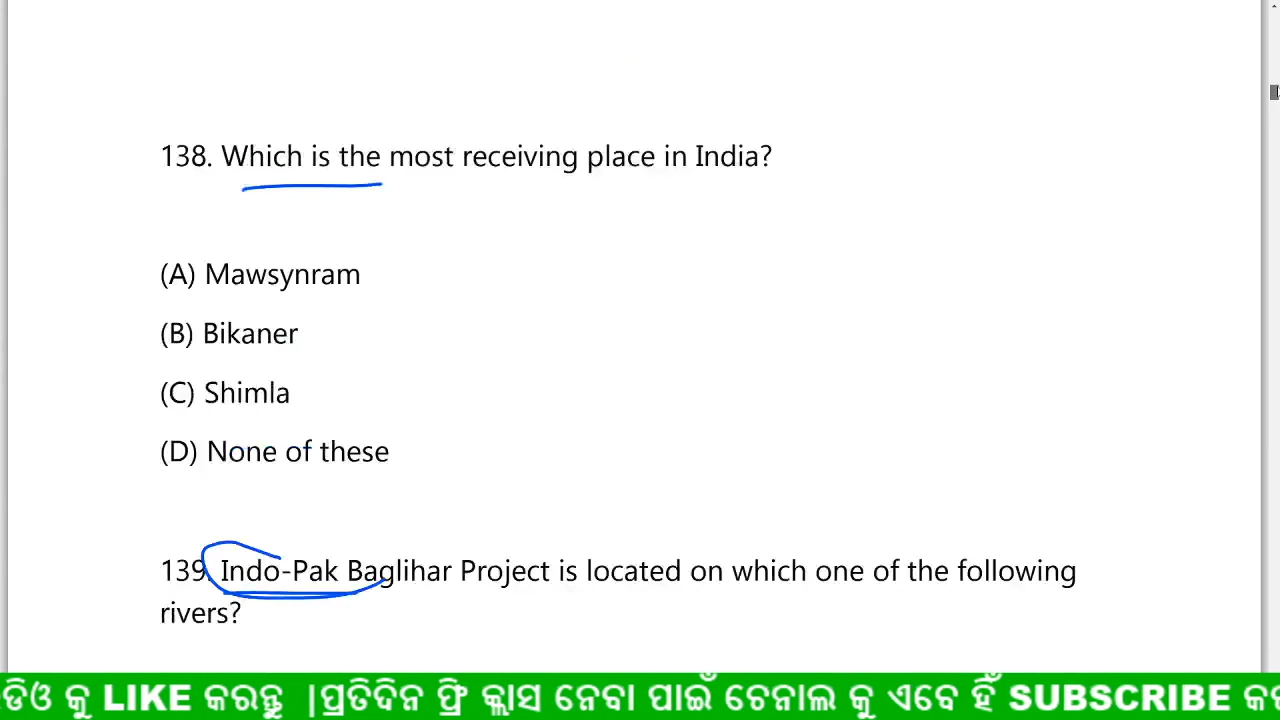 138. Which is the most receiving place in India?
(A) Mawsynram
(B) Bikaner
(C) Shimla
(D) None of these
139. Indo-Pak Baglihar Project is located on which one of the following
rivers?
ଡିଓ କୁ LIKE କରନ୍ତୁ |ପ୍ରତିଦିନ ଫ୍ରି କ୍ଲାସ ନେବା ପାଇଁ ଚେନାଲ କୁ ଏବେ ହିଁ SUBSCRIBE